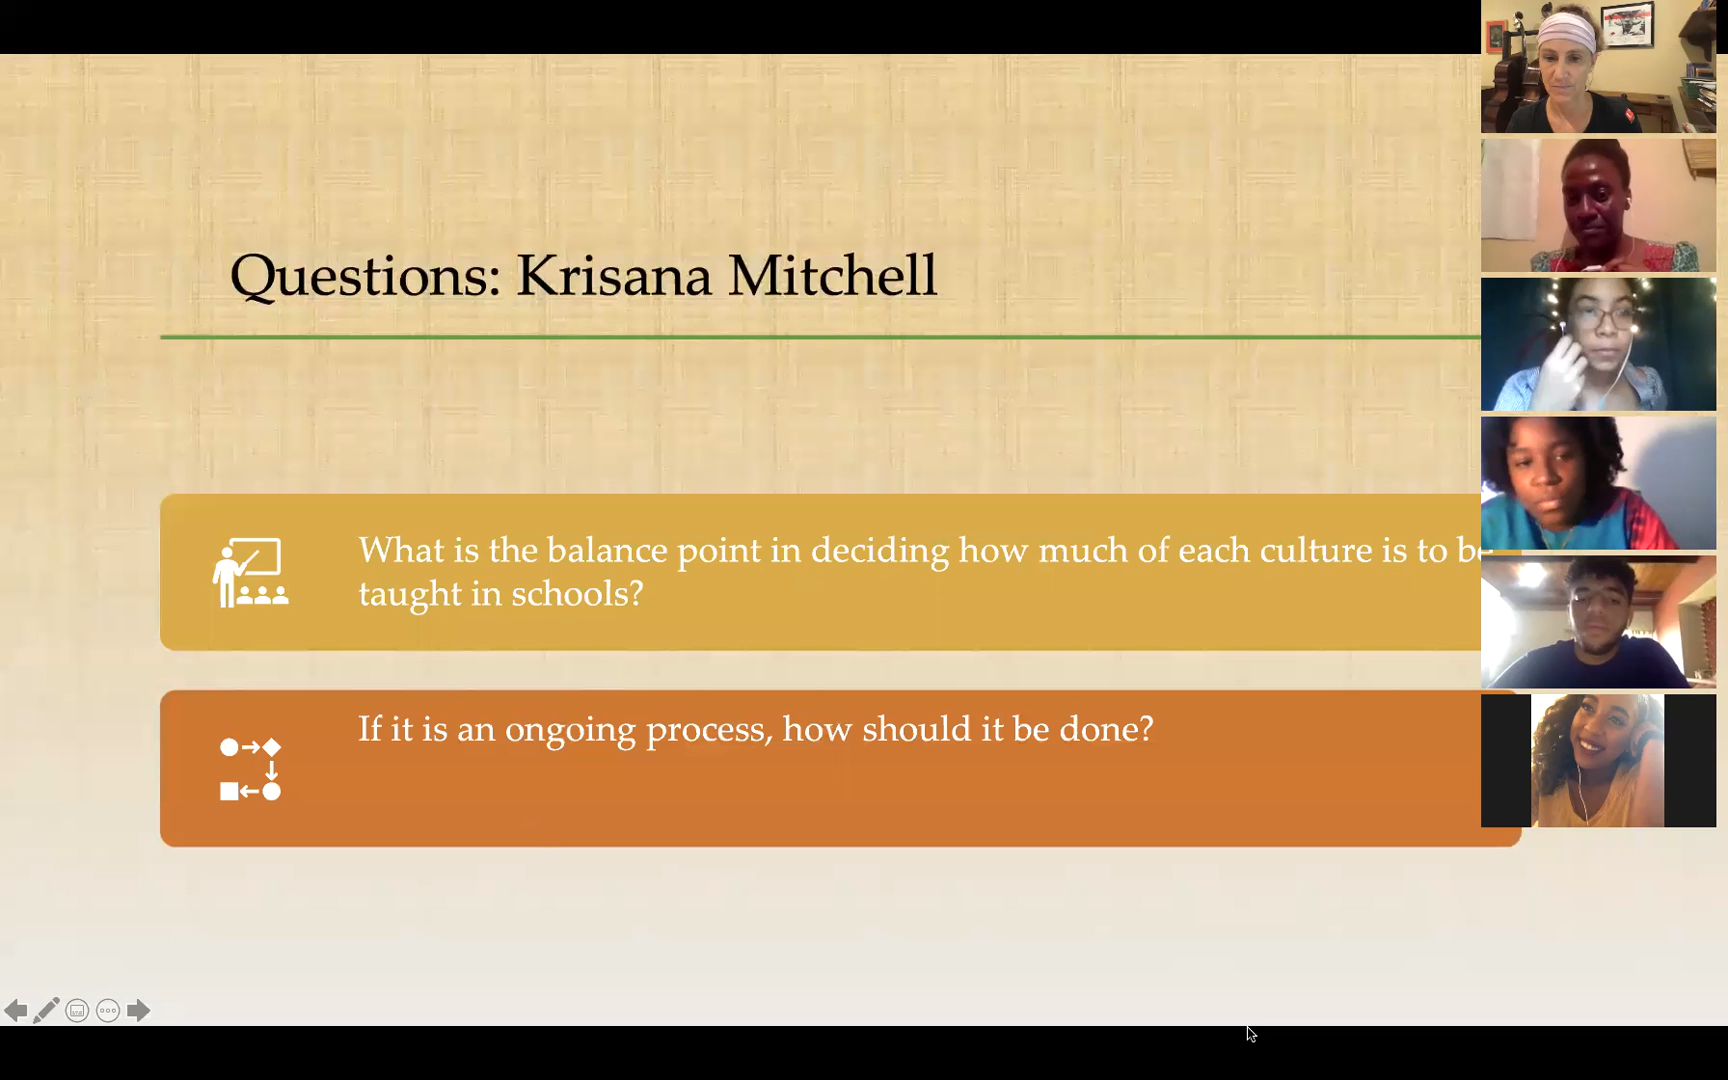 Questions: Krisana Mitchell
What is the balance point in deciding how much of each culture is to be
taught in schools?
If it is an ongoing process, how should it be done?